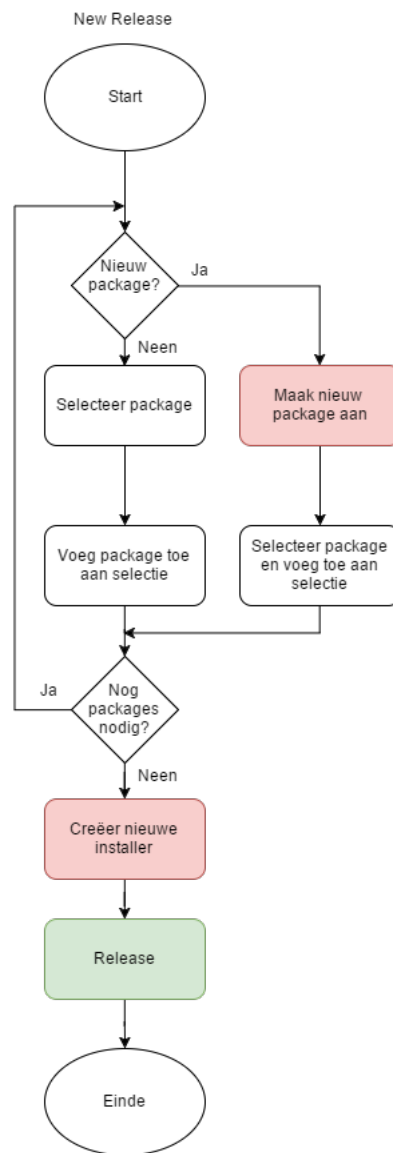 New Release
Start
Nieuw
package?
Ja
Neen
Selecteer package
Maak nieuw
package aan
Voeg package toe
aan selectie
Selecteer package
en voeg toe aan
selectie
Ja
Nog
packages
nodig?
Neen
Creëer nieuwe
installer
Release
Einde